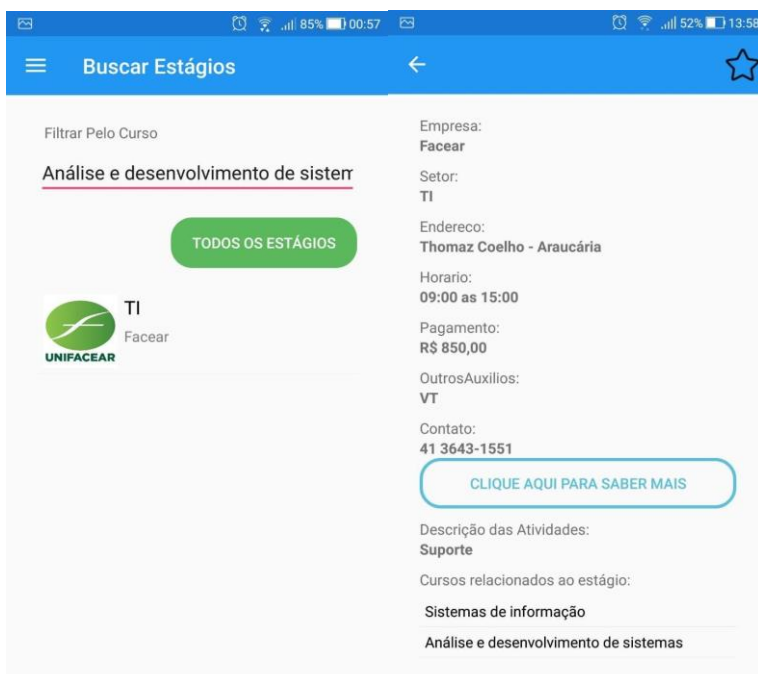 85% 00:57
Buscar Estágios
Filtrar Pelo Curso
Análise e desenvolvimento de sistem
TODOS OS ESTÁGIOS
TI
Facear
UNIFACEAR
52% 13:58
Empresa:
Facear
Setor:
TI
Endereco:
Thomaz Coelho - Araucária
Horario:
09:00 as 15:00
Pagamento:
R$ 850,00
OutrosAuxilios:
VT
Contato:
41 3643-1551
CLIQUE AQUI PARA SABER MAIS
Descrição das Atividades:
Suporte
Cursos relacionados ao estágio:
Sistemas de informação
Análise e desenvolvimento de sistemas